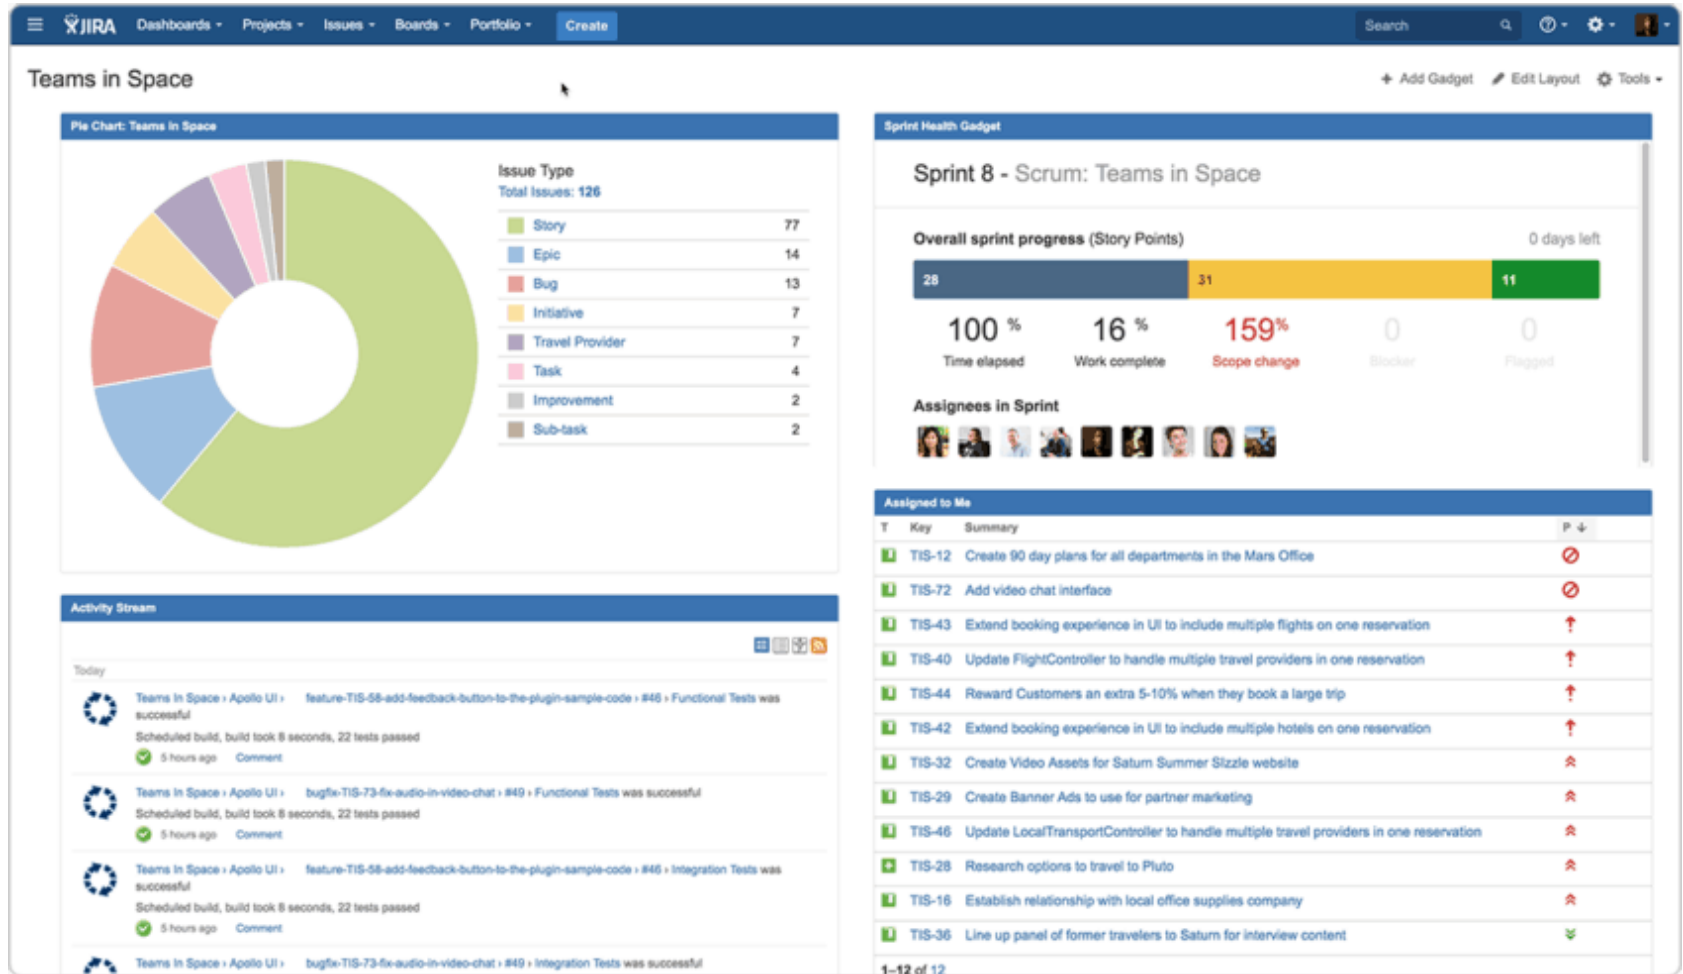 JIRA Dashboards Projects Issues Boards Portfolio Create Search
Teams in Space
+ Add Gadget Edit Layout Tools
Pie Chart: Teams in Space
Issue Type
Total Issues: 126
Story 77
Epic 14
Bug 13
Initiative 7
Travel Provider 7
Task 4
Improvement 2
Sub-task 2
Activity Stream
Today
Teams In Space › Apollo UI › feature-TIS-58-add-feedback-button-to-the-plugin-sample-code › #46 › Functional Tests was
successful
Scheduled build, build took 8 seconds, 22 tests passed
5 hours ago Comment
Teams In Space › Apollo UI › bugfix-TIS-73-fix-audio-in-video-chat › #49 › Functional Tests was successful
Scheduled build, build took 8 seconds, 22 tests passed
5 hours ago Comment
Teams In Space › Apollo UI › feature-TIS-58-add-feedback-button-to-the-plugin-sample-code › #46 › Integration Tests was
successful
Scheduled build, build took 8 seconds, 22 tests passed
5 hours ago Comment
Teams In Space › Apollo UI › bugfix-TIS-73-fix-audio-in-video-chat › #49 › Integration Tests was successful
Sprint Health Gadget
Sprint 8 - Scrum: Teams in Space
Overall sprint progress (Story Points) 0 days left
28 31 11
100 % 16 % 159% 0 0
Time elapsed Work complete Scope change Blocker Flagged
Assignees in Sprint
Assigned to Me
T Key Summary P
TIS-12 Create 90 day plans for all departments in the Mars Office
TIS-72 Add video chat interface
TIS-43 Extend booking experience in UI to include multiple flights on one reservation
TIS-40 Update FlightController to handle multiple travel providers in one reservation
TIS-44 Reward Customers an extra 5-10% when they book a large trip
TIS-42 Extend booking experience in UI to include multiple hotels on one reservation
TIS-32 Create Video Assets for Saturn Summer SIzzle website
TIS-29 Create Banner Ads to use for partner marketing
TIS-46 Update LocalTransportController to handle multiple travel providers in one reservation
TIS-28 Research options to travel to Pluto
TIS-16 Establish relationship with local office supplies company
TIS-36 Line up panel of former travelers to Saturn for interview content
1–12 of 12